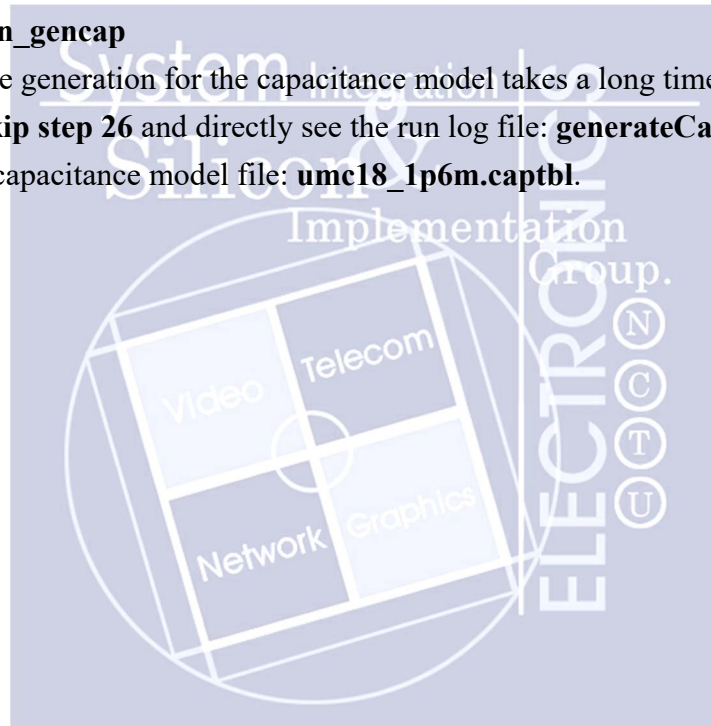 n_gencap
e generation for the capacitance model takes a long time
kip step 26 and directly see the run log file: generateCa
capacitance model file: umc18_1p6m.captbl.
System Integration
&
Silicon
Implementation
Group.
ELECTRONICS
N
C
T
U
Video
Telecom
Network
Graphics